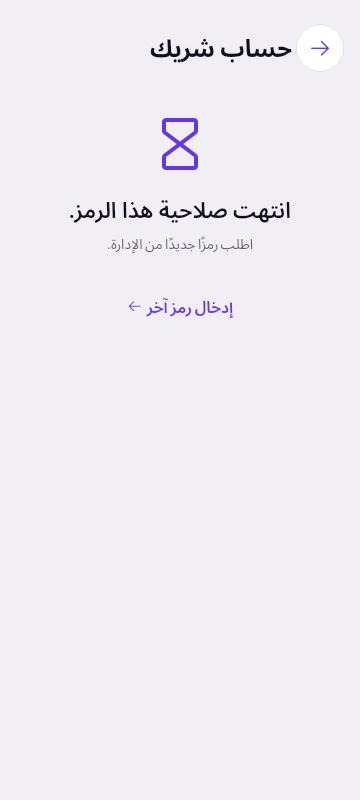 حساب شريك
انتهت صلاحية هذا الرمز.
اطلب رمزًا جديدًا من الإدارة.
إدخال رمز آخر ←